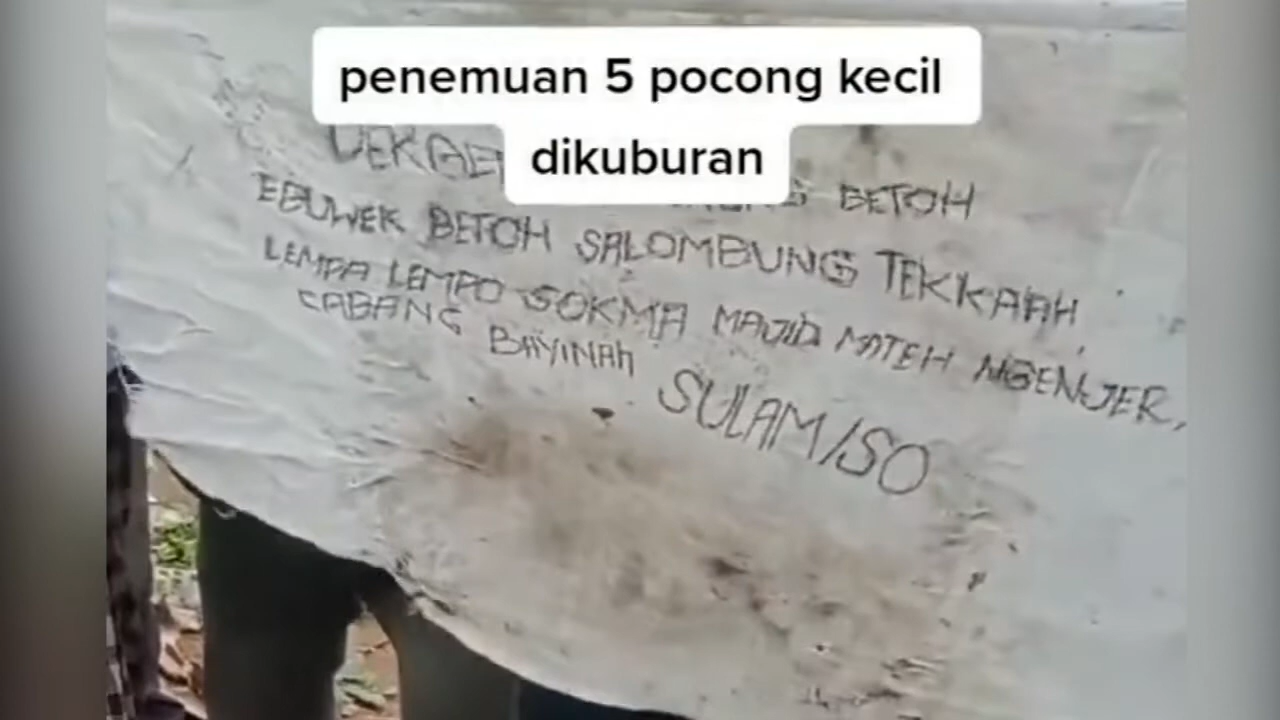 penemuan 5 pocong kecil
dikuburan
BETOH
EBUWEK BETOH SALOMBUNG TEKKAAH
LEMPA LEMPO SOKMA MAJID MATEH NGENJER,
CABANG BAYINAH
SULAM/SO